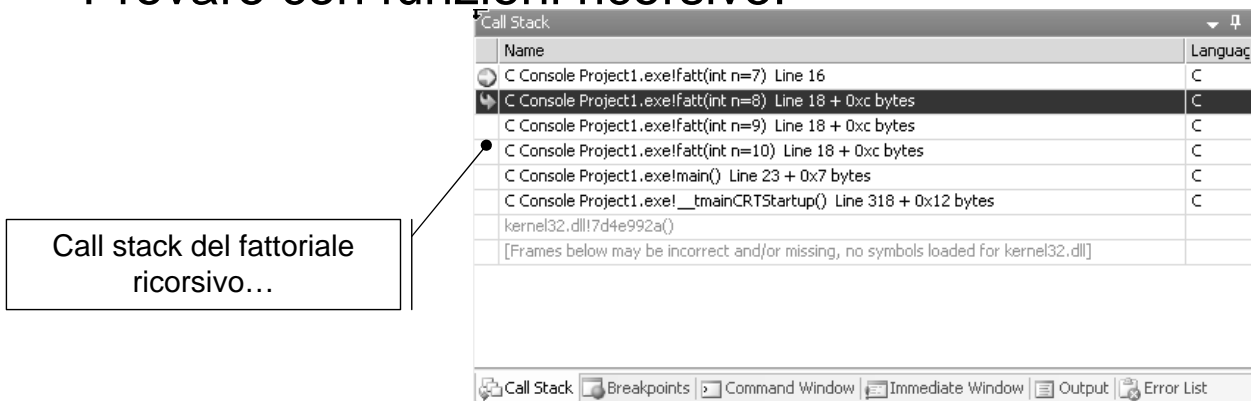 Provare con funzioni ricorsive!
Call Stack
Name Languag
C Console Project1.exe!fatt(int n=7) Line 16 C
C Console Project1.exe!fatt(int n=8) Line 18 + 0xc bytes C
C Console Project1.exe!fatt(int n=9) Line 18 + 0xc bytes C
C Console Project1.exe!fatt(int n=10) Line 18 + 0xc bytes C
C Console Project1.exe!main() Line 23 + 0x7 bytes C
C Console Project1.exe!__tmainCRTStartup() Line 318 + 0x12 bytes C
kernel32.dll!7d4e992a()
[Frames below may be incorrect and/or missing, no symbols loaded for kernel32.dll]
Call stack del fattoriale
ricorsivo…
Call Stack Breakpoints Command Window Immediate Window Output Error List